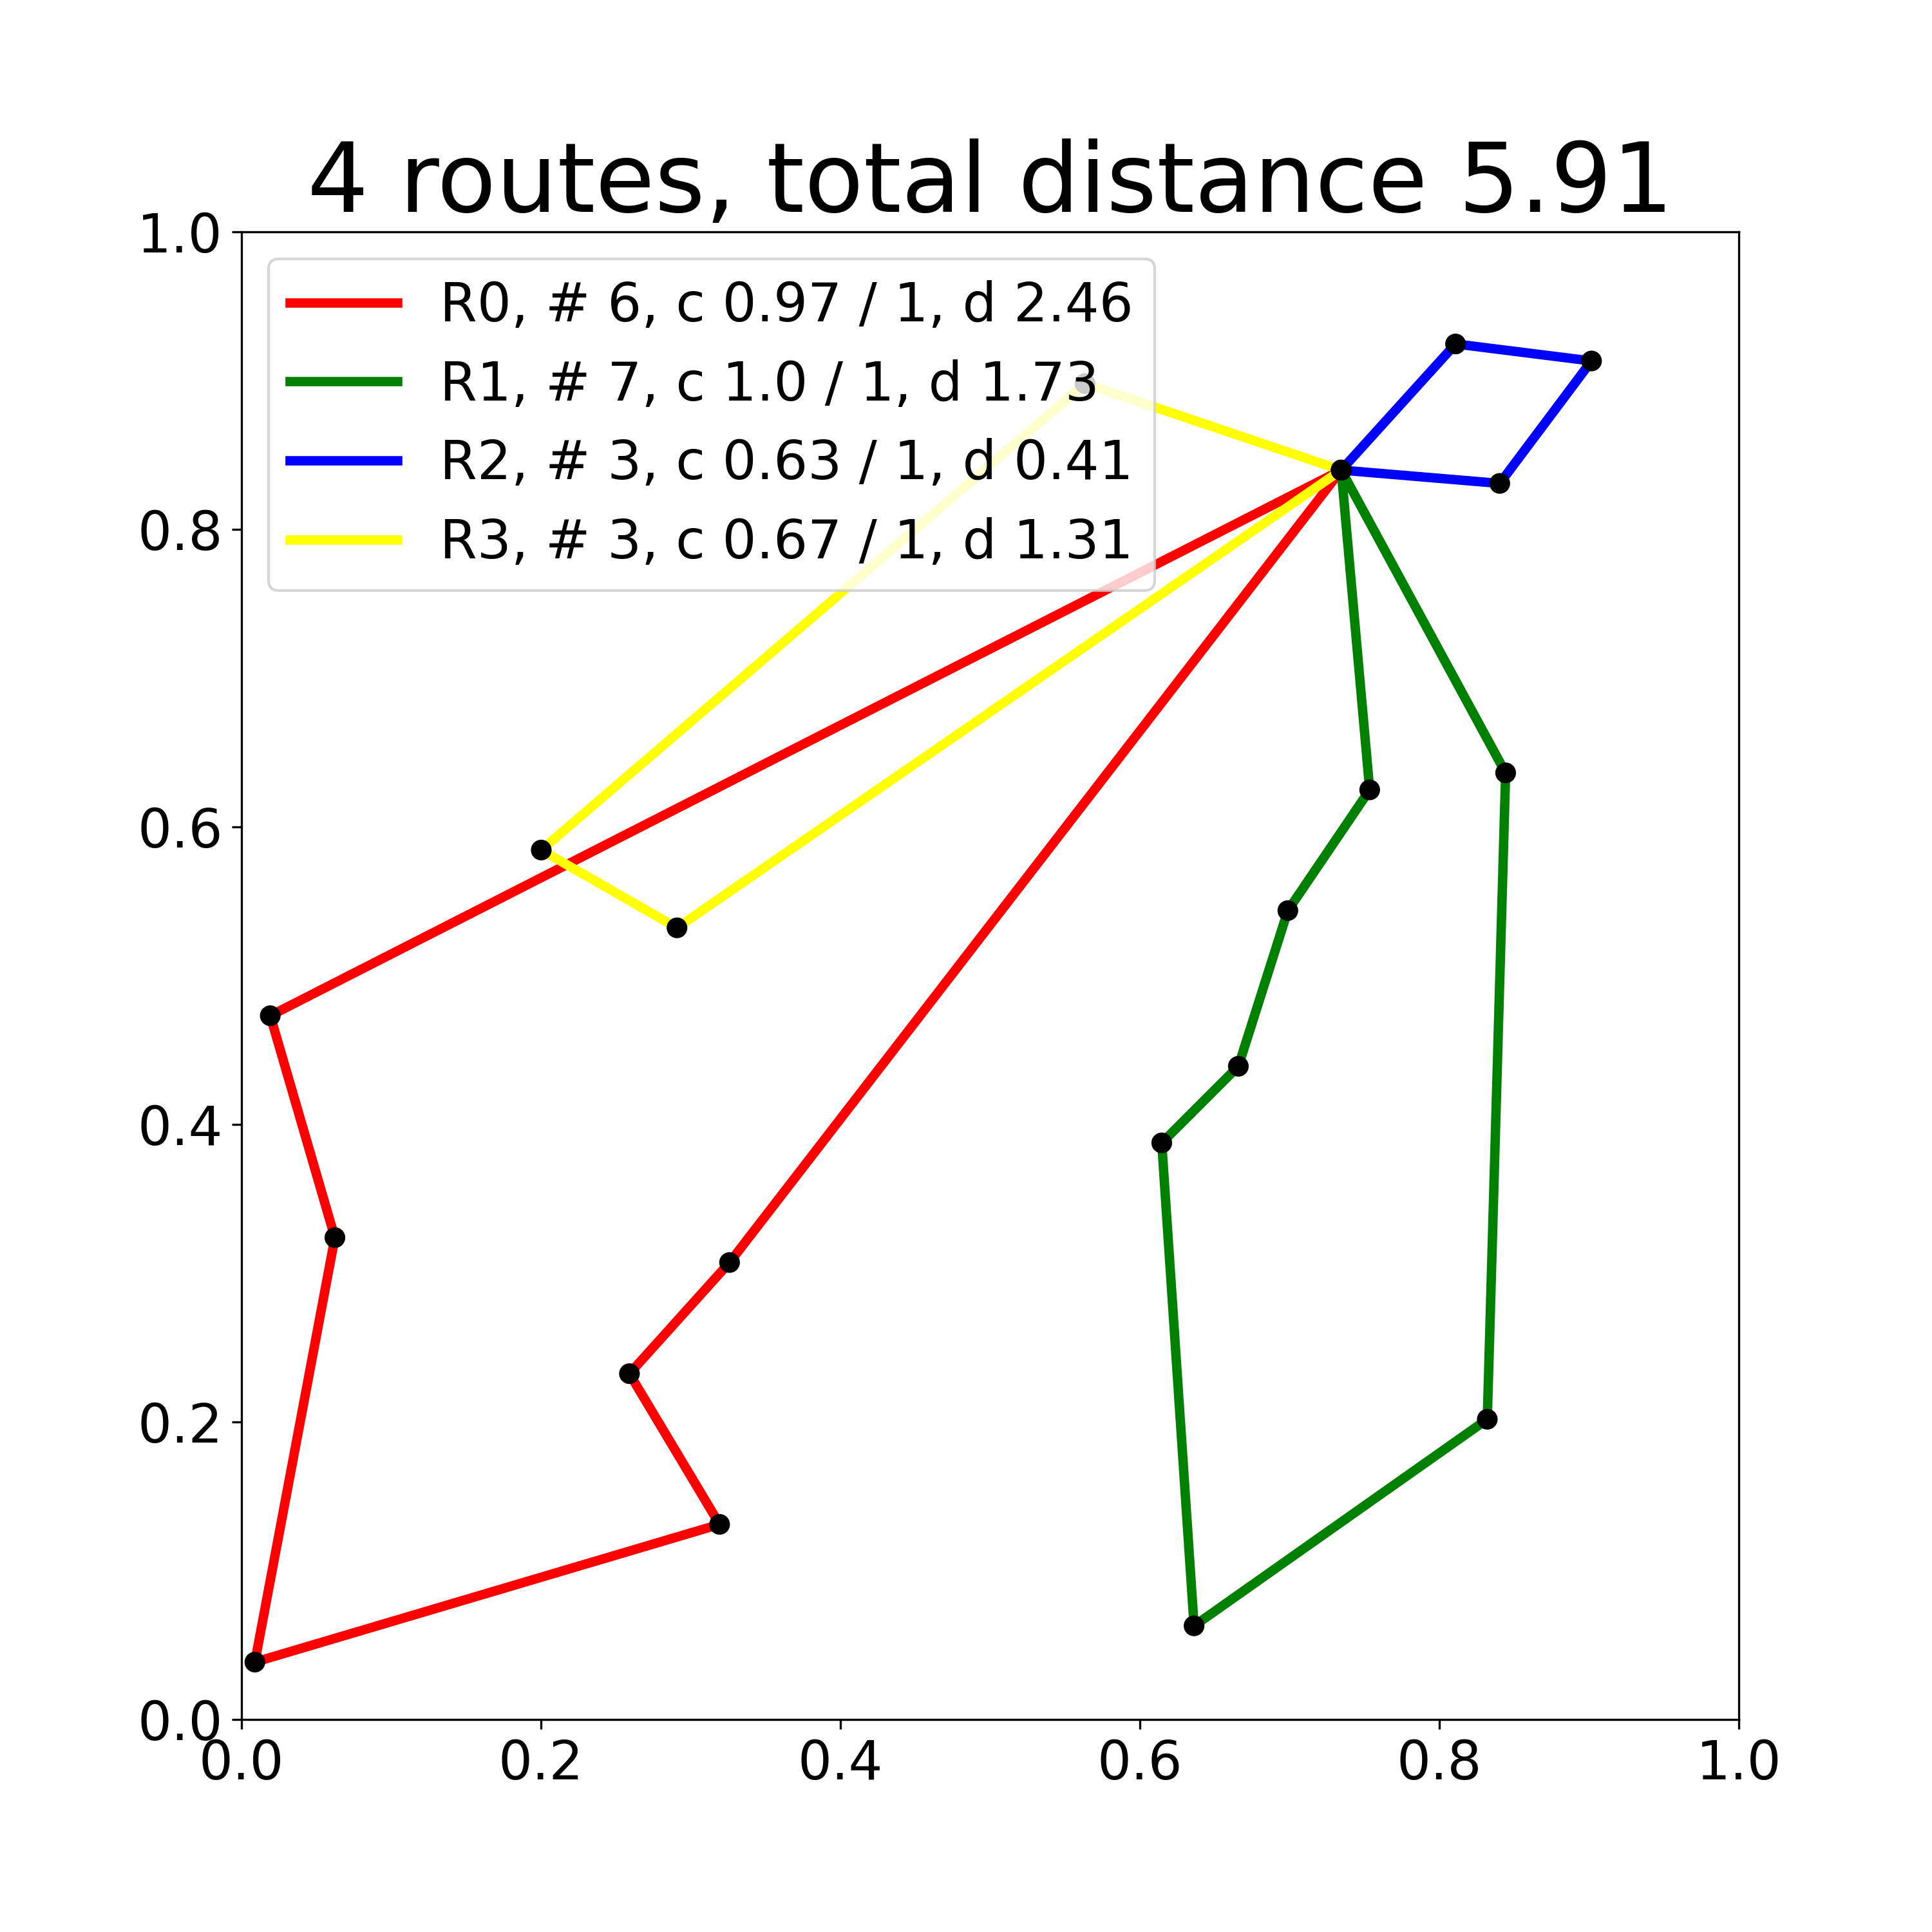 4 routes, total distance 5.91
1.0
R0, # 6, c 0.97 / 1, d 2.46
R1, # 7, c 1.0 / 1, d 1.73
R2, # 3, c 0.63 / 1, d 0.41
R3, # 3, c 0.67 / 1, d 1.31
0.8
0.6
0.4
0.2
0.0
0.0 0.2 0.4 0.6 0.8 1.0